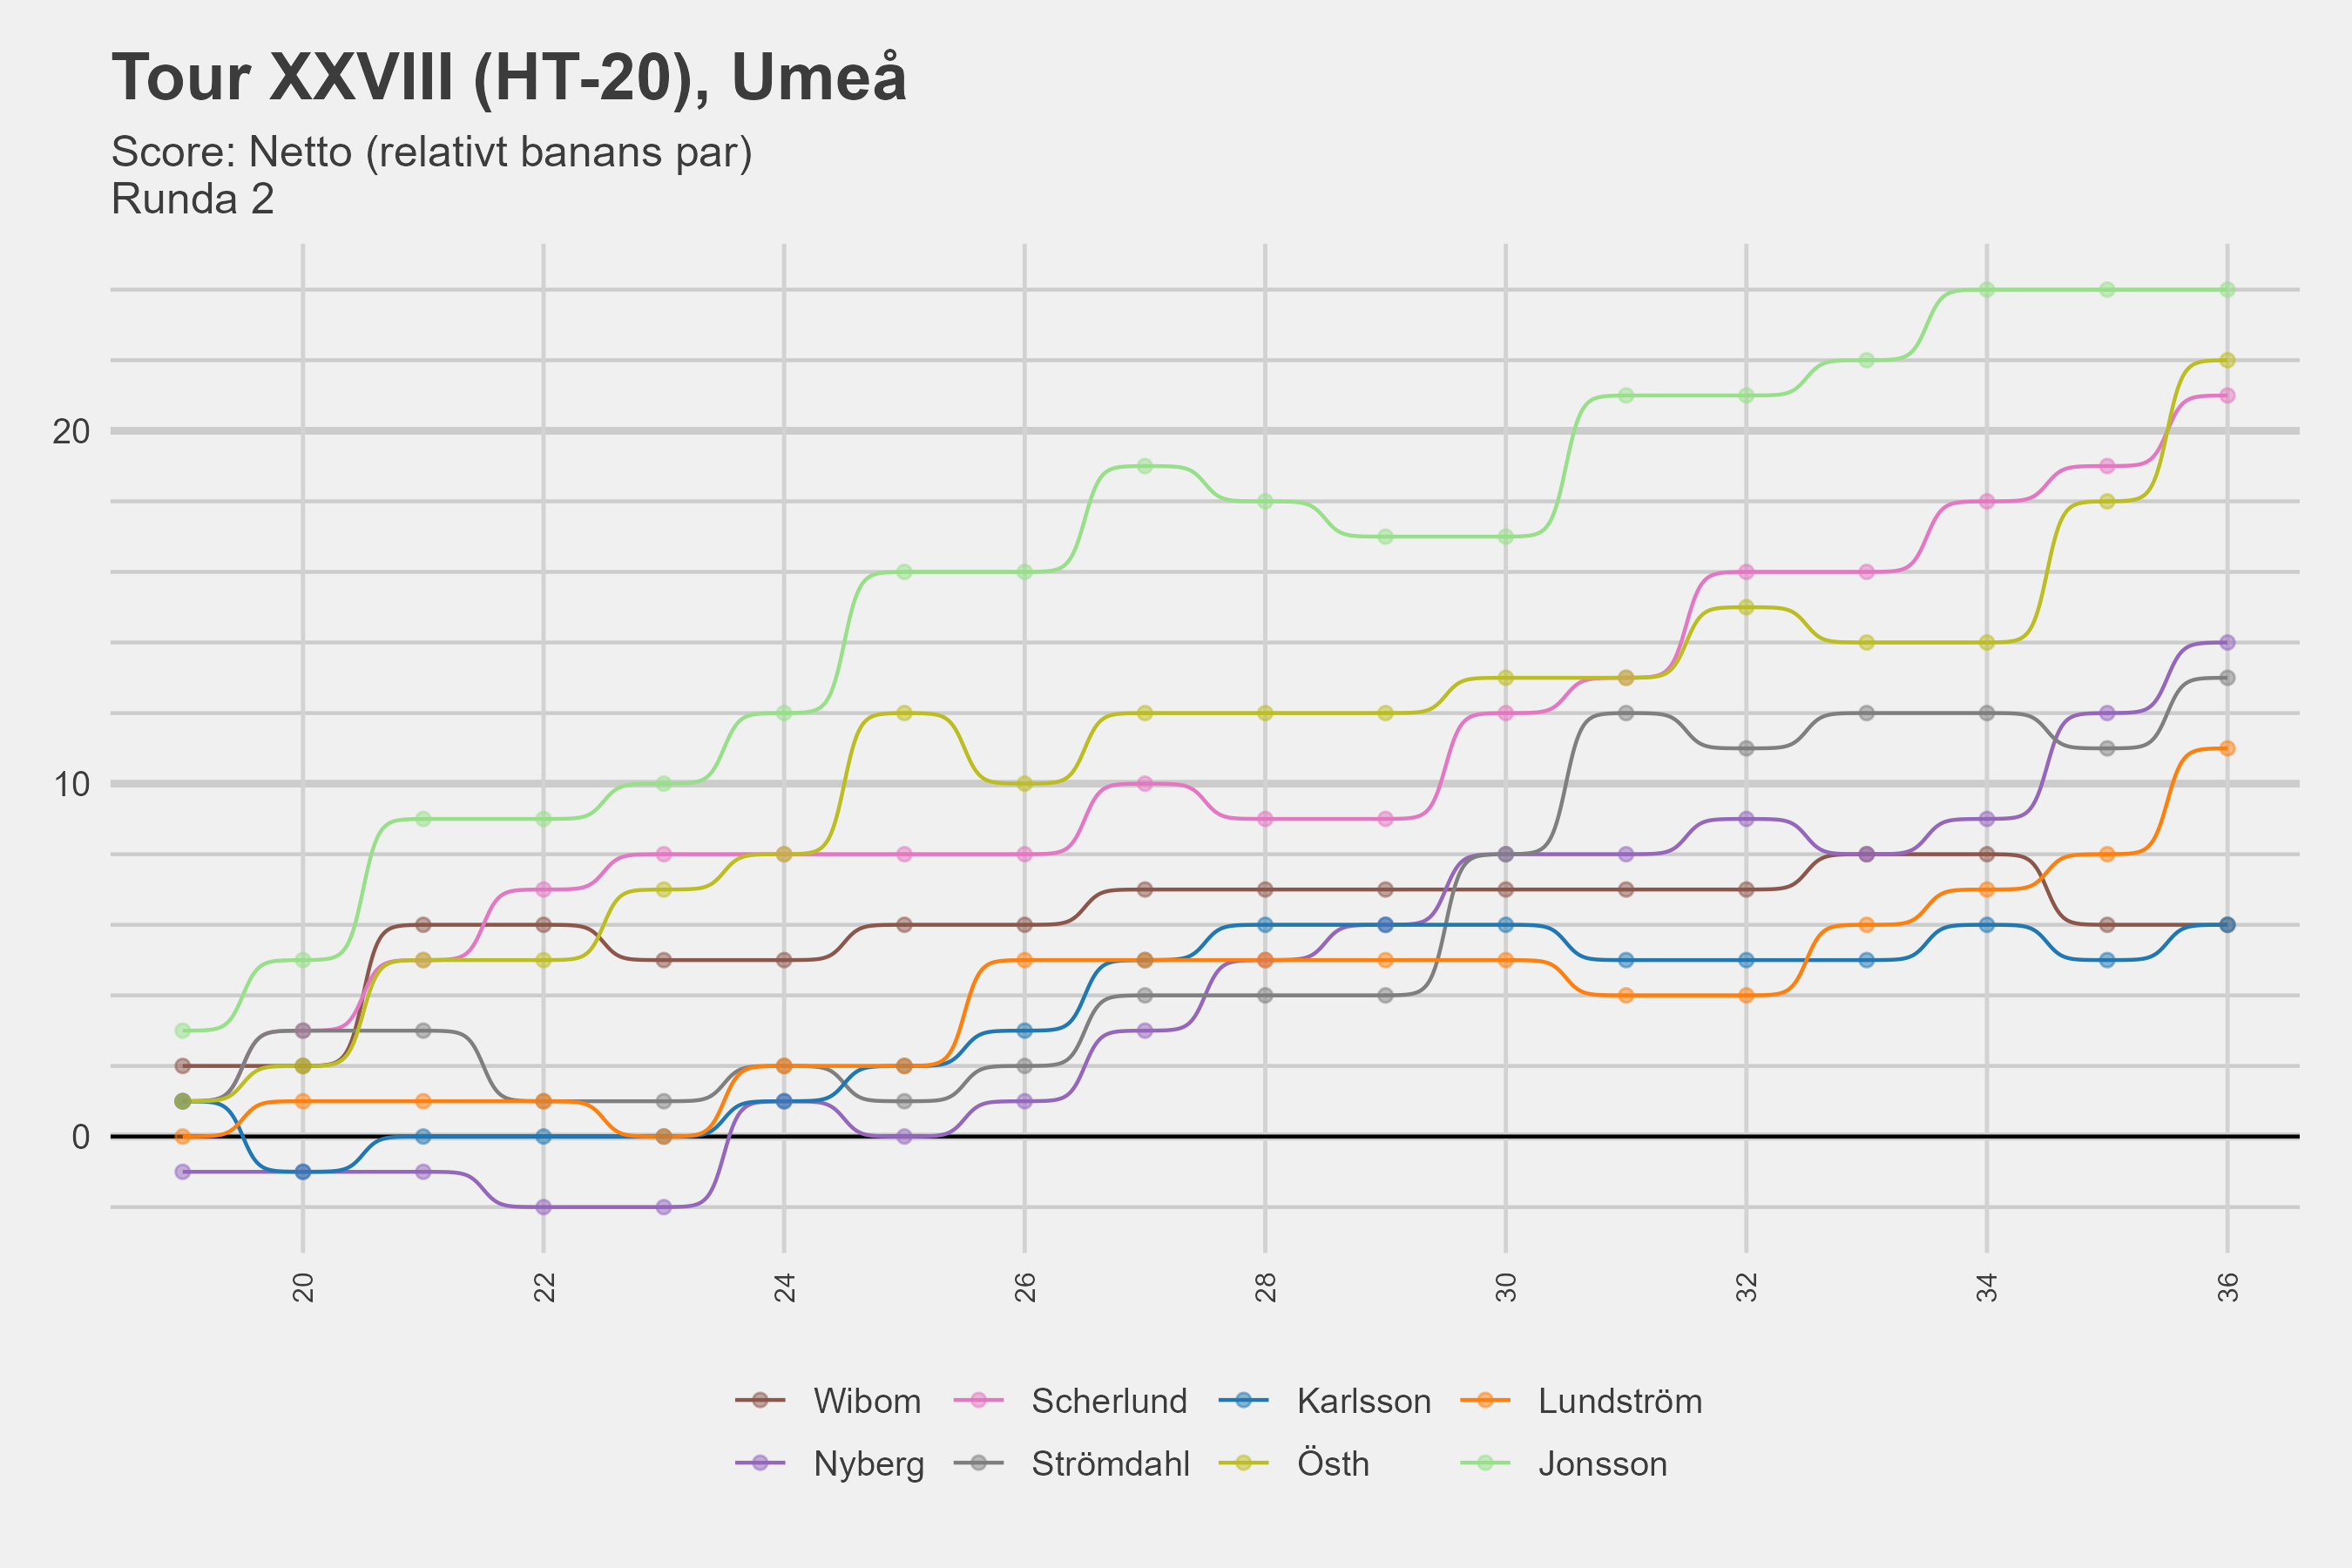 Tour XXVIII (HT-20), Umeå
Score: Netto (relativt banans par)
Runda 2
20
10
0
20 22 24 26 28 30 32 34 36
Wibom Scherlund Karlsson Lundström
Nyberg Strömdahl Östh Jonsson